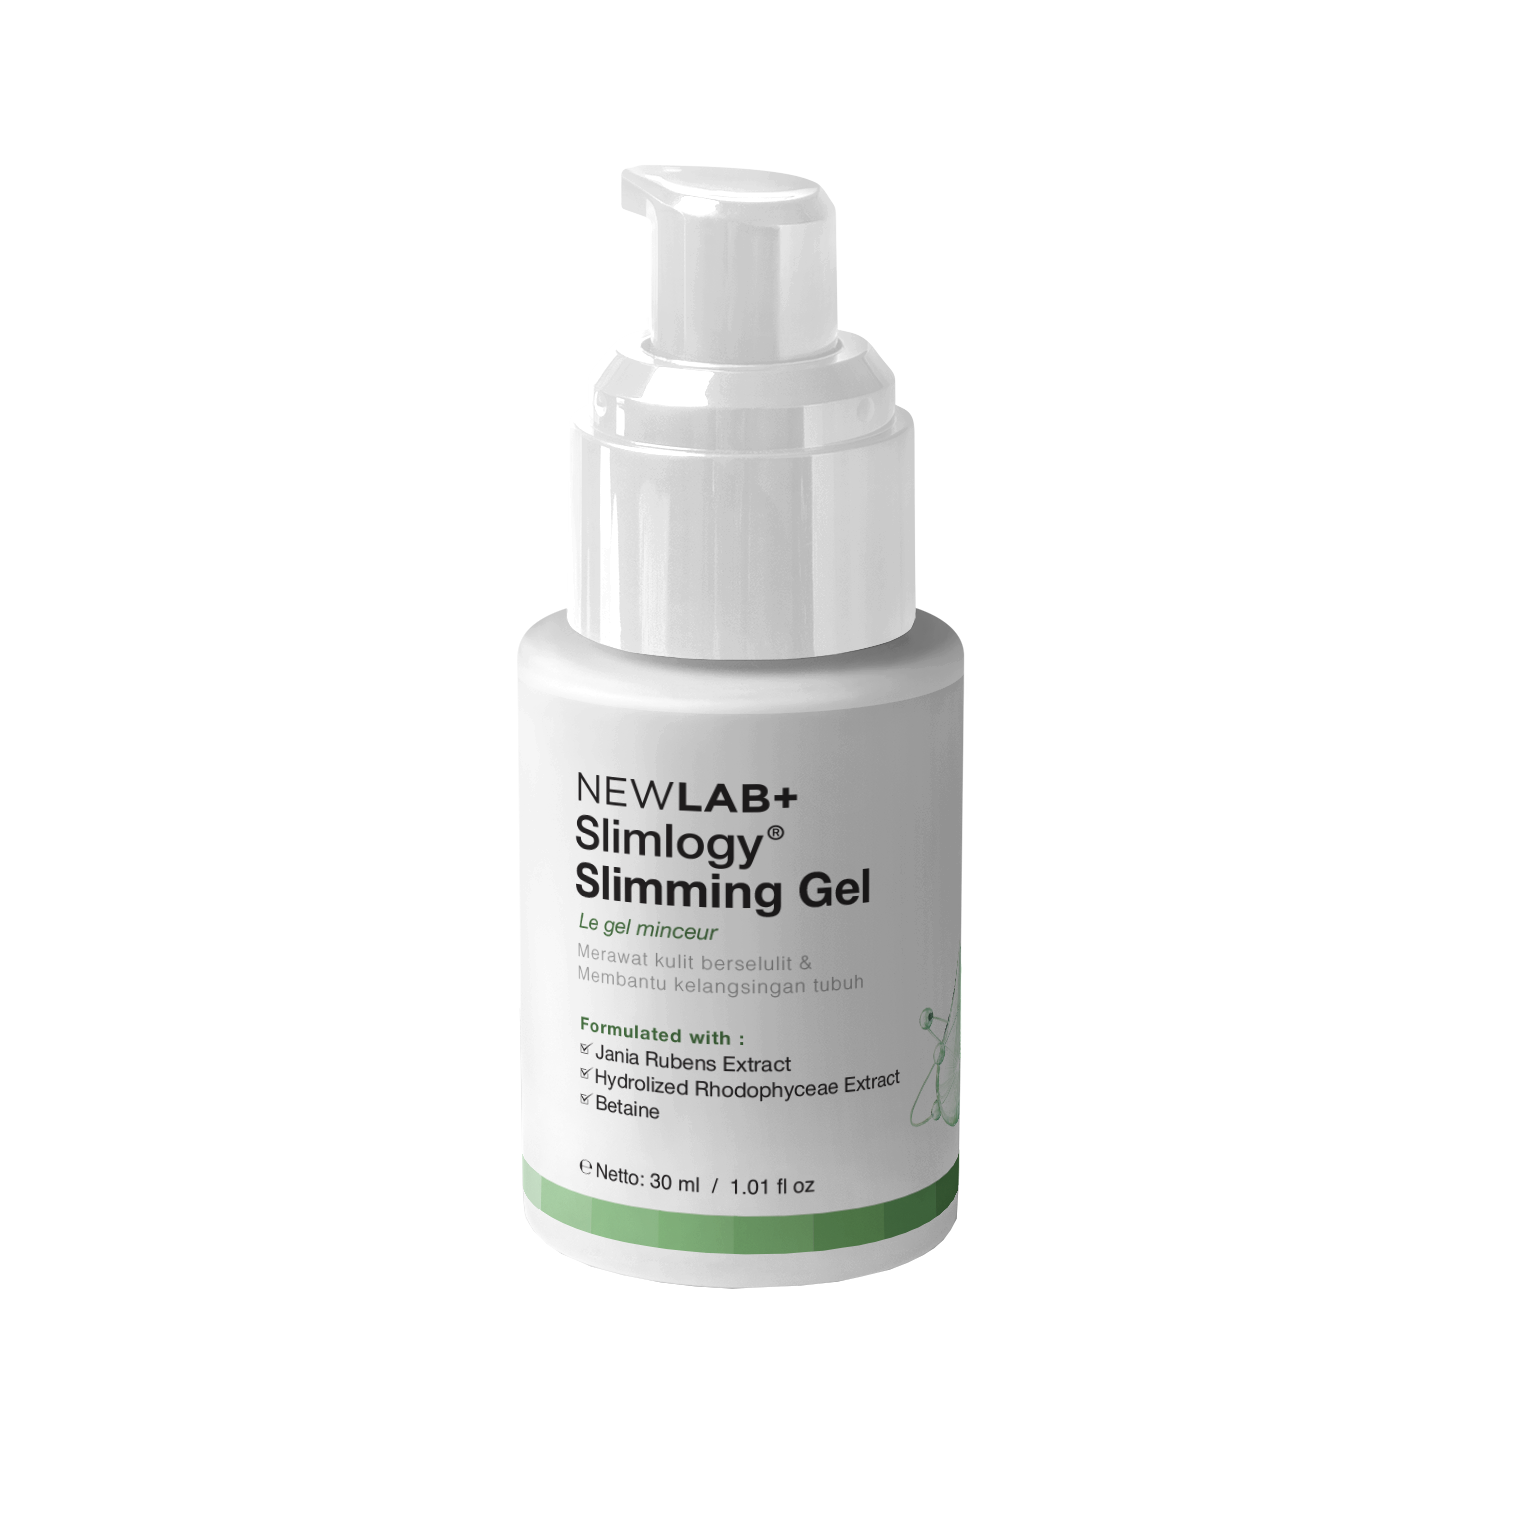 NEWLAB+
Slimlogy®
Slimming Gel
Le gel minceur
Merawat kulit berselulit &
Membantu kelangsingan tubuh
Formulated with :
☑ Jania Rubens Extract
☑ Hydrolized Rhodophyceae Extract
☑ Betaine
℮ Netto: 30 ml / 1.01 fl oz